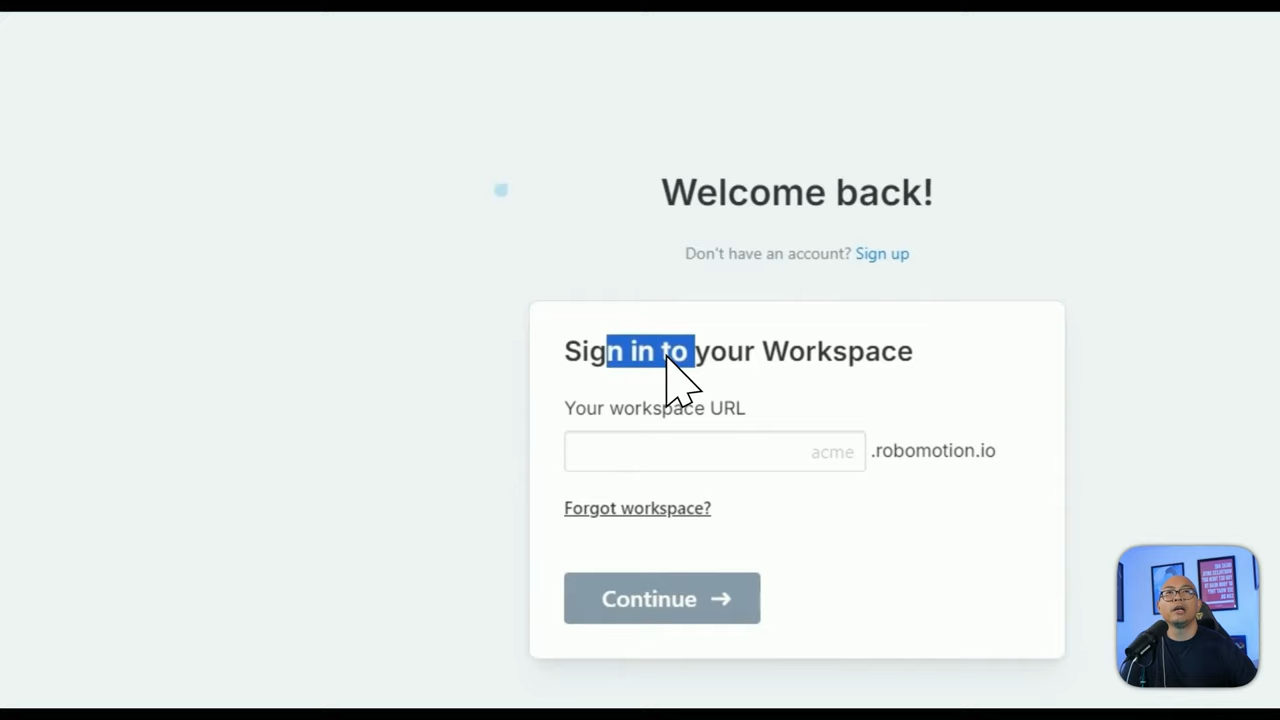 Welcome back!
Don't have an account? Sign up
Sign in to your Workspace
Your workspace URL
acme .robomotion.io
Forgot workspace?
Continue →